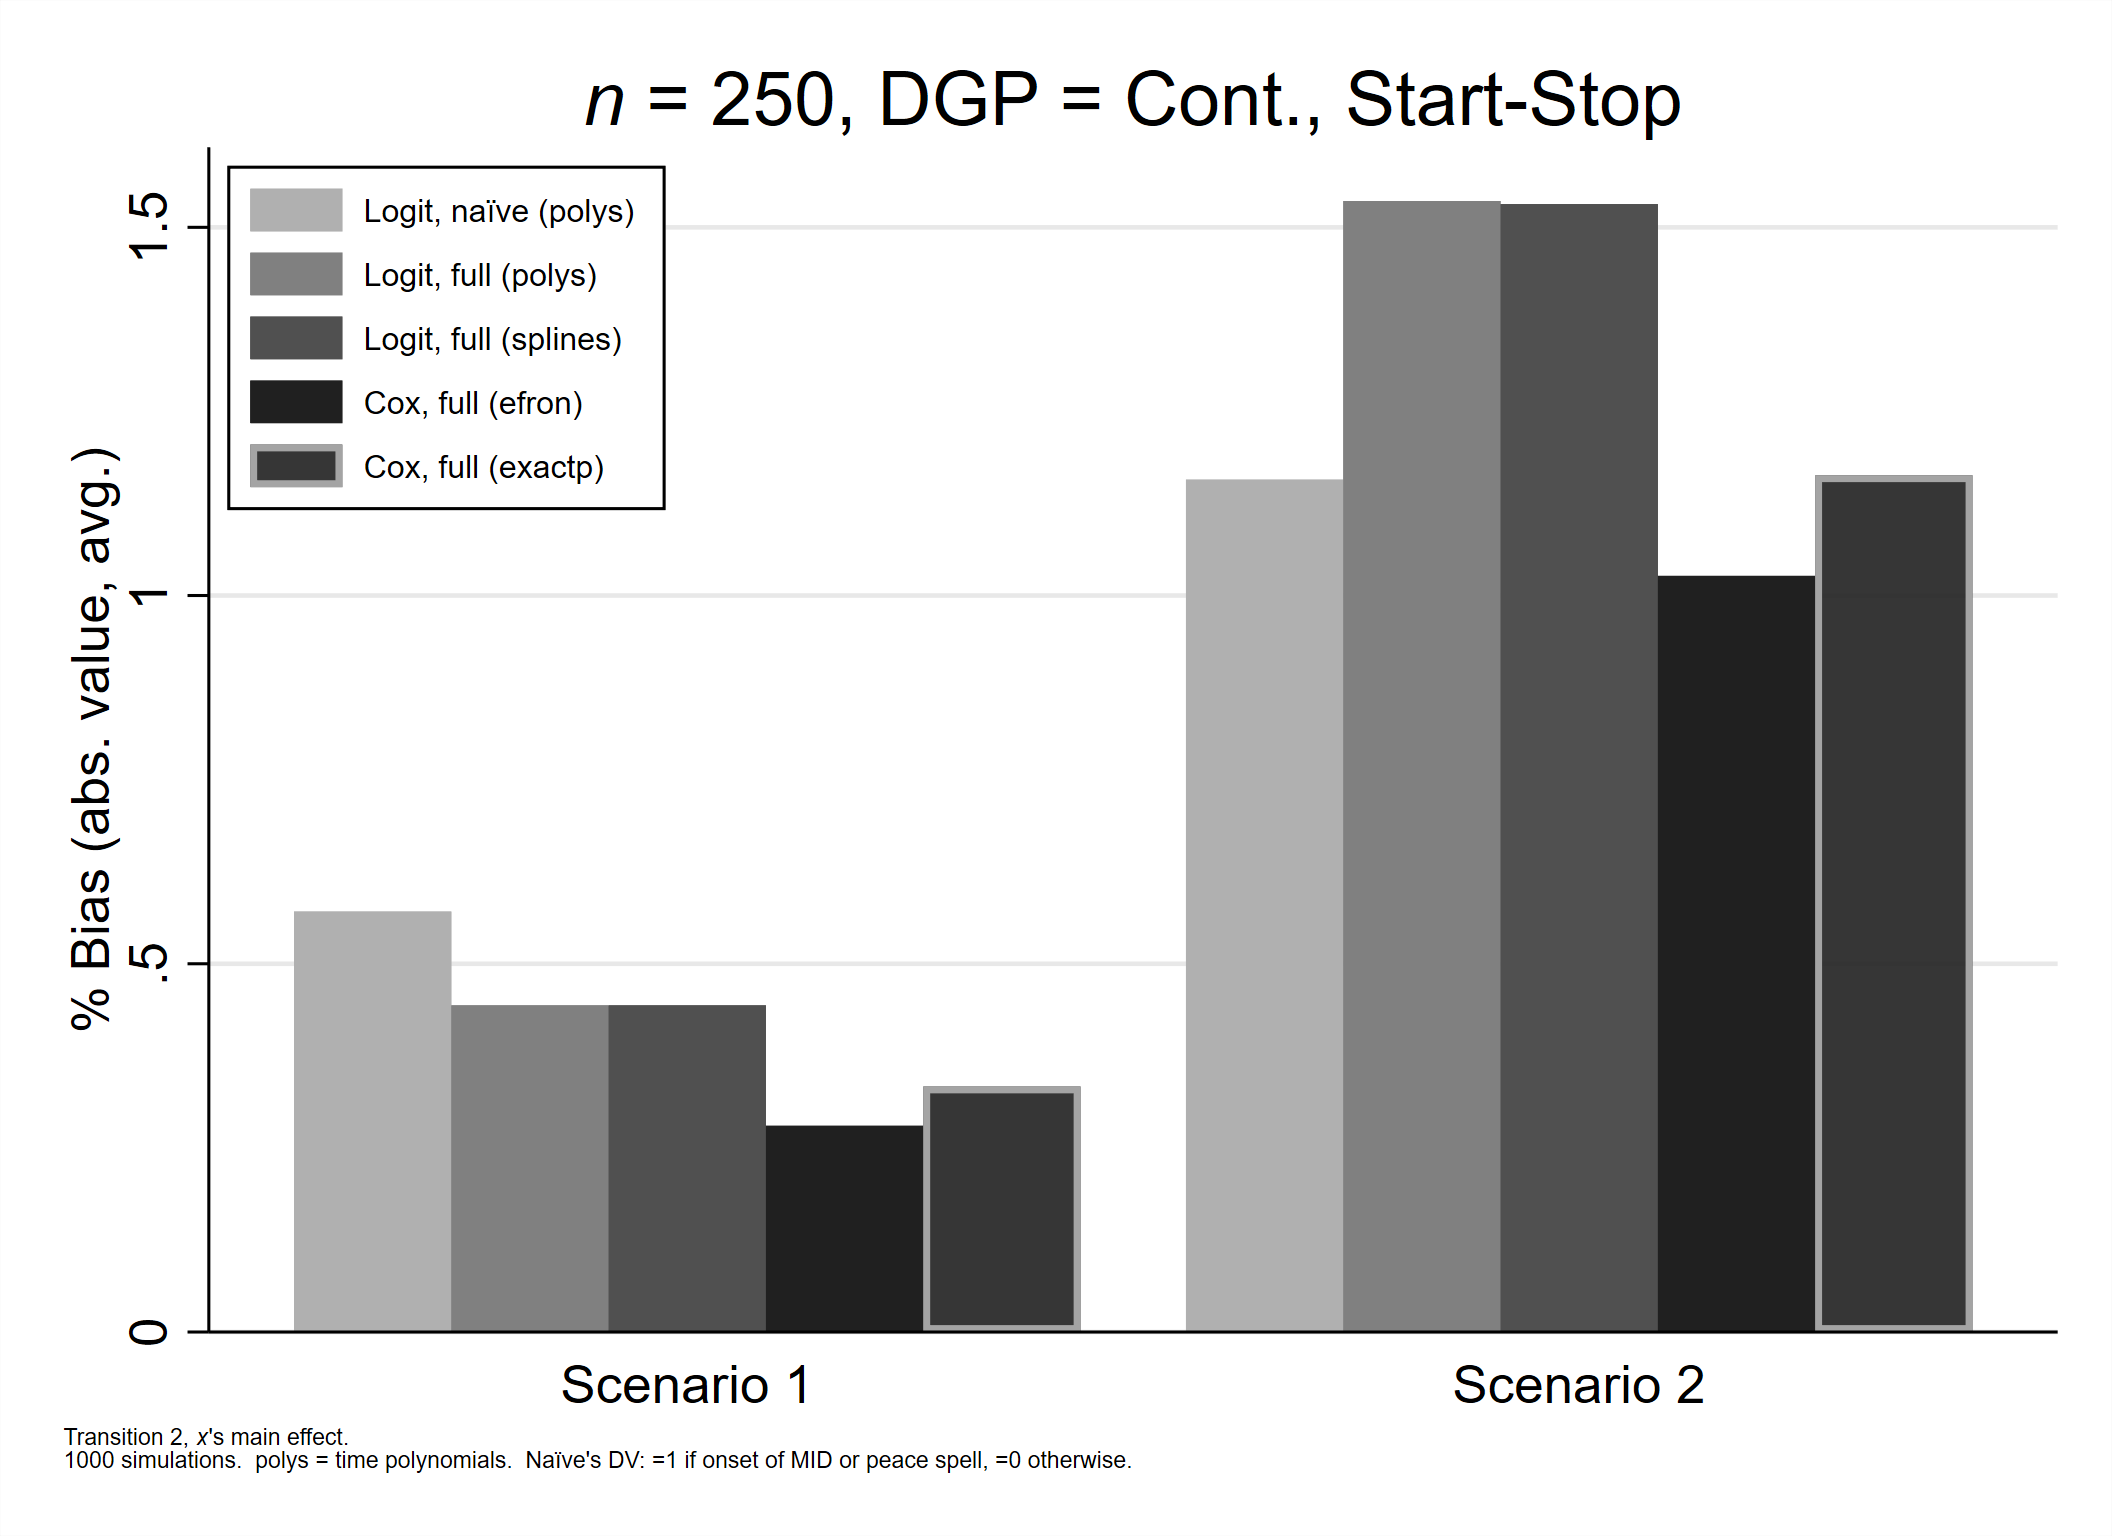 n = 250, DGP = Cont., Start-Stop
Logit, naïve (polys)
Logit, full (polys)
Logit, full (splines)
Cox, full (efron)
Cox, full (exactp)
% Bias (abs. value, avg.)
1.5
1
.5
0
Scenario 1
Scenario 2
Transition 2, x's main effect.
1000 simulations.  polys = time polynomials.  Naïve's DV: =1 if onset of MID or peace spell, =0 otherwise.